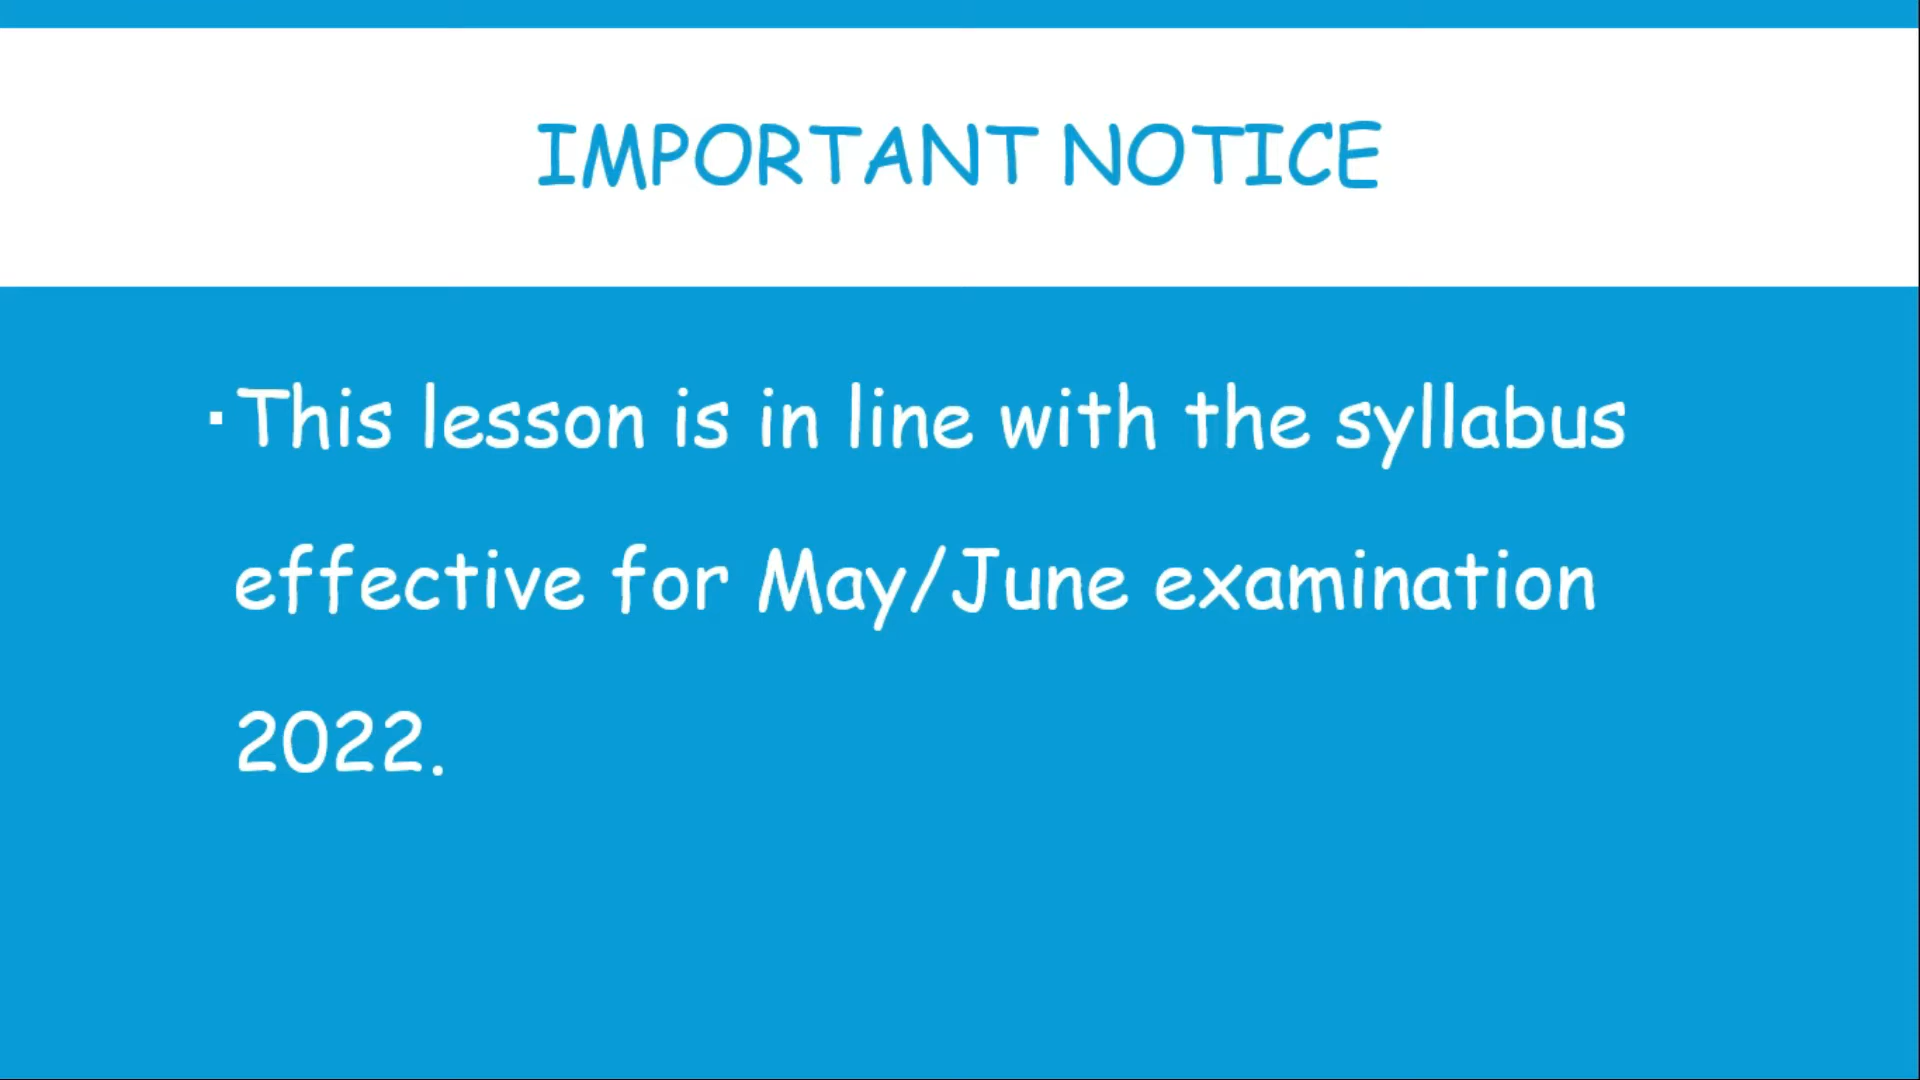 IMPORTANT NOTICE
▪This lesson is in line with the syllabus
effective for May/June examination
2022.